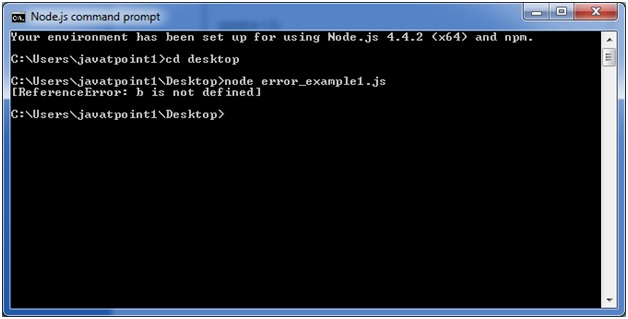 Node.js command prompt
Your environment has been set up for using Node.js 4.4.2 (x64) and npm.
C:\Users\javatpoint1>cd desktop
C:\Users\javatpoint1\Desktop>node error_example1.js
[ReferenceError: b is not defined]
C:\Users\javatpoint1\Desktop>